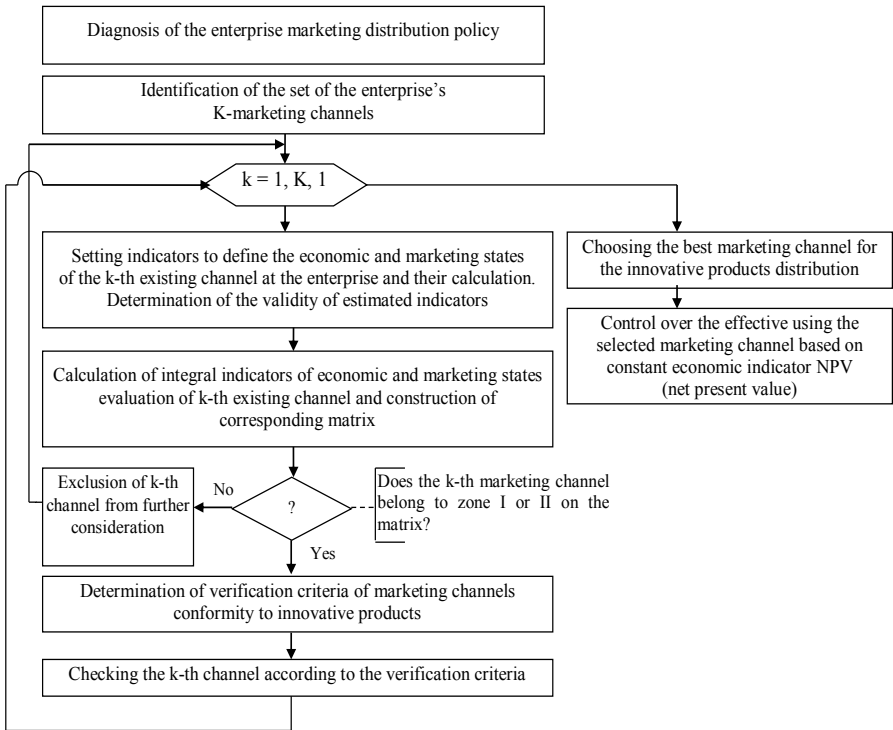 Diagnosis of the enterprise marketing distribution policy
Identification of the set of the enterprise's
K-marketing channels
k = 1, K, 1
Setting indicators to define the economic and marketing states
of the k-th existing channel at the enterprise and their calculation.
Determination of the validity of estimated indicators
Choosing the best marketing channel for
the innovative products distribution
Control over the effective using the
selected marketing channel based on
constant economic indicator NPV
(net present value)
Calculation of integral indicators of economic and marketing states
evaluation of k-th existing channel and construction of
corresponding matrix
Exclusion of k-th
channel from further
consideration
No
?
Does the k-th marketing channel
belong to zone I or II on the
matrix?
Yes
Determination of verification criteria of marketing channels
conformity to innovative products
Checking the k-th channel according to the verification criteria